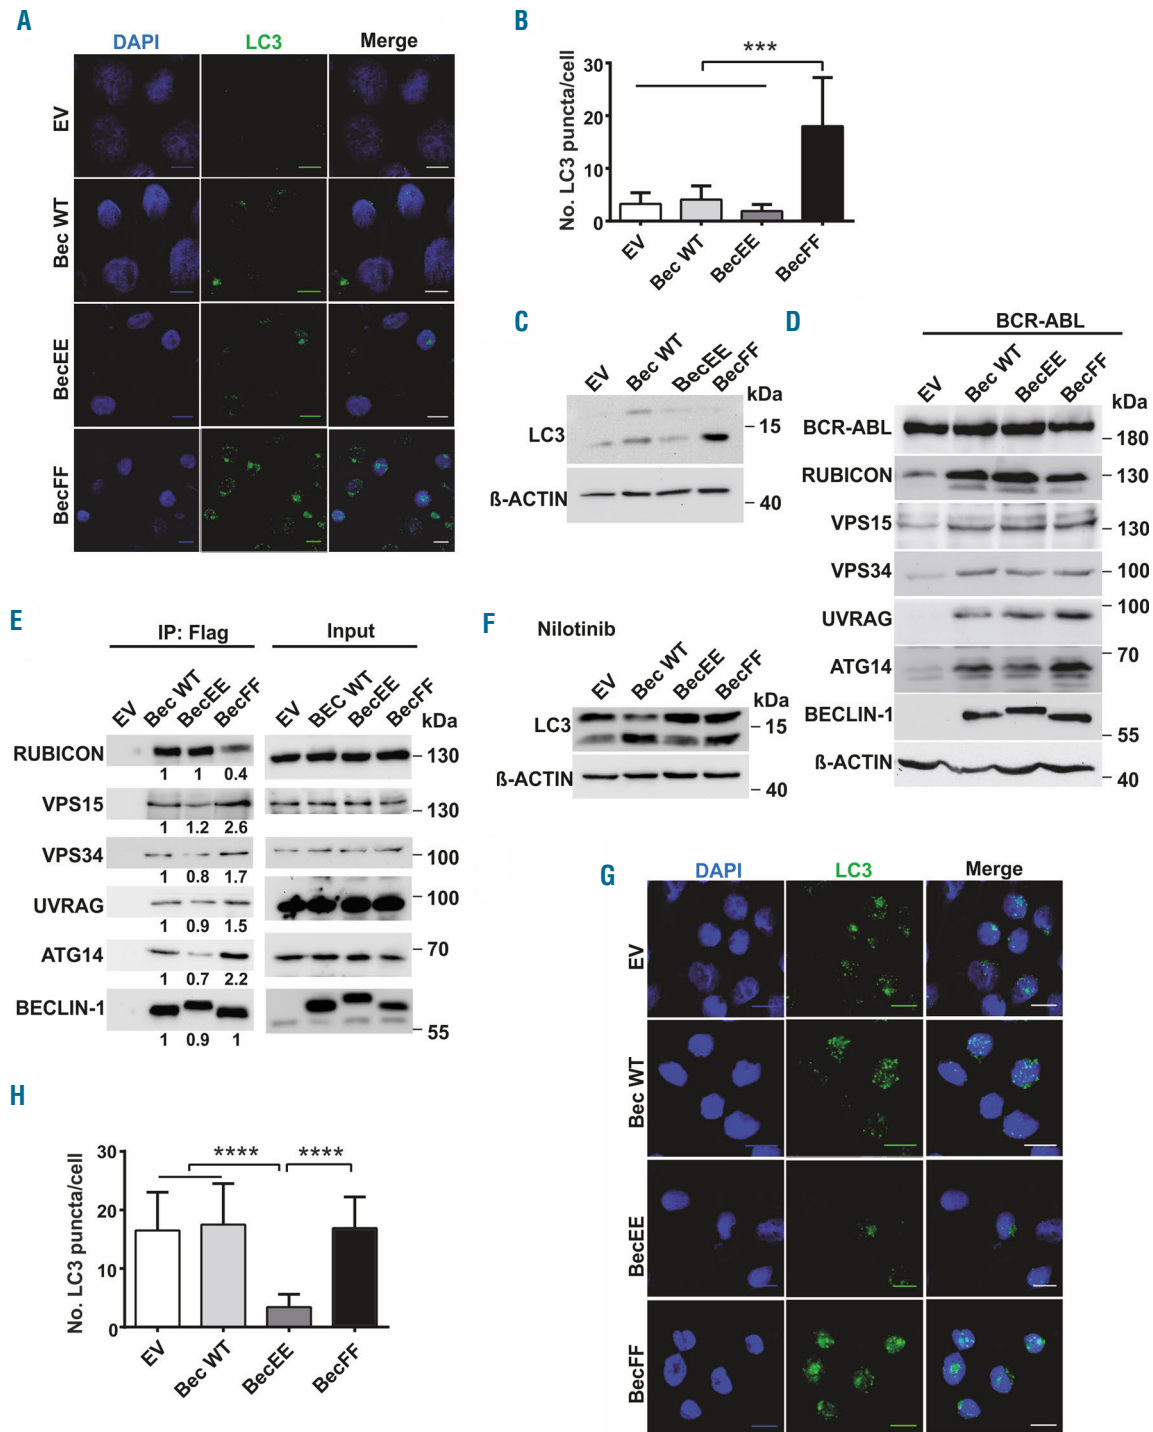 A
DAPI LC3 Merge
EV
Bec WT
BecEE
BecFF
B
***
No. LC3 puncta/cell
30
20
10
0
EV Bec WT BecEE BecFF
C
EV Bec WT BecEE BecFF
kDa
LC3
15
ß-ACTIN
40
D
BCR-ABL
EV Bec WT BecEE BecFF
kDa
BCR-ABL
180
RUBICON
130
VPS15
130
VPS34
100
UVRAG
100
ATG14
70
BECLIN-1
55
ß-ACTIN
40
E
IP: Flag Input
EV Bec WT BecEE BecFF EV BEC WT BecEE BecFF
kDa
RUBICON
130
1 1 0.4
VPS15
130
1 1.2 2.6
VPS34
100
1 0.8 1.7
UVRAG
100
1 0.9 1.5
ATG14
70
1 0.7 2.2
BECLIN-1
55
1 0.9 1
F
Nilotinib
EV Bec WT BecEE BecFF
kDa
LC3
15
ß-ACTIN
40
G
DAPI LC3 Merge
EV
Bec WT
BecEE
BecFF
H
**** ****
No. LC3 puncta/cell
30
20
10
0
EV Bec WT BecEE BecFF